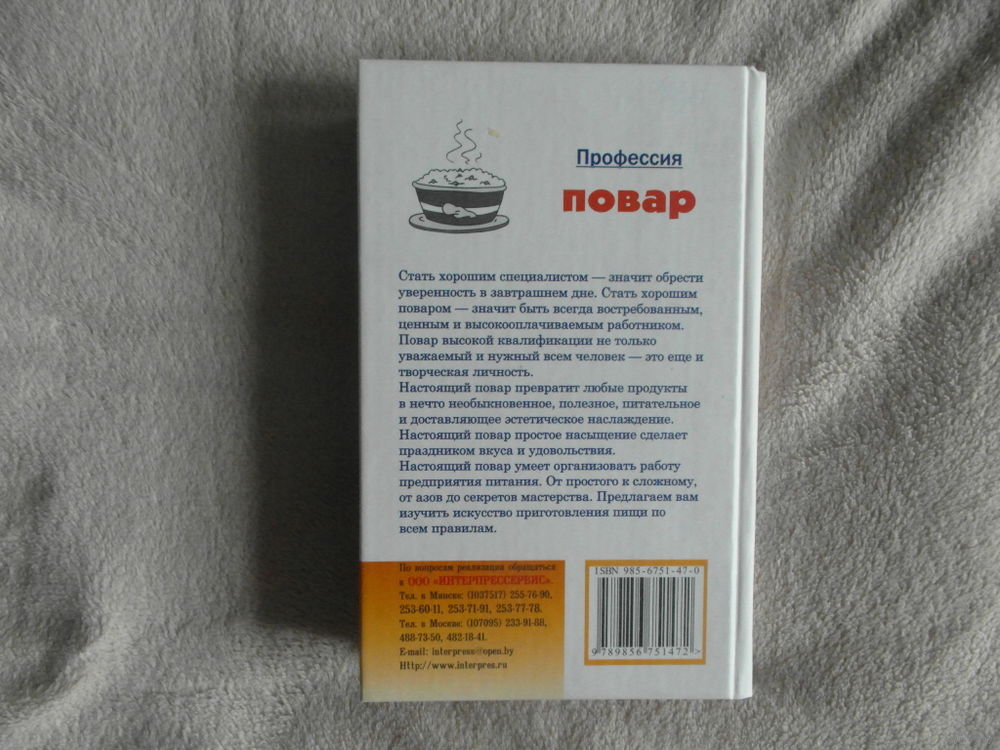 Профессия
повар
Стать хорошим специалистом — значит обрести
уверенность в завтрашнем дне. Стать хорошим
поваром — значит быть всегда востребованным,
ценным и высокооплачиваемым работником.
Повар высокой квалификации не только
уважаемый и нужный всем человек — это еще и
творческая личность.
Настоящий повар превратит любые продукты
в нечто необыкновенное, полезное, питательное
и доставляющее эстетическое наслаждение.
Настоящий повар простое насыщение сделает
праздником вкуса и удовольствия.
Настоящий повар умеет организовать работу
предприятия питания. От простого к сложному,
от азов до секретов мастерства. Предлагаем вам
изучить искусство приготовления пищи по
всем правилам.
По вопросам реализации обращаться
в ООО «ИНТЕРПРЕССЕРВИС».
Тел. в Минске: (1037517) 255-76-90,
253-60-11, 253-71-91, 253-77-78.
Тел. в Москве: (107095) 233-91-88,
488-73-50, 482-18-41.
E-mail: interpress@open.by
Http://www.interpres.ru
ISBN 985-6751-47-0
9 789856 751472 >